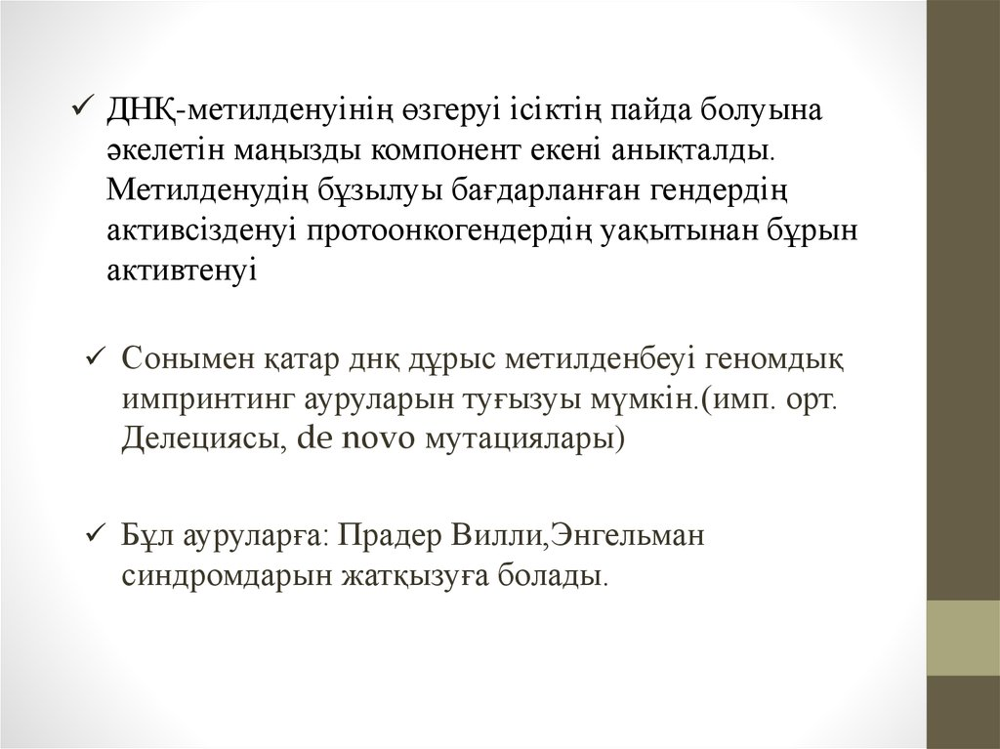 ✓ ДНҚ-метилденуінің өзгеруі ісіктің пайда болуына
әкелетін маңызды компонент екені анықталды.
Метилденудің бұзылуы бағдарланған гендердің
активсізденуі протоонкогендердің уақытынан бұрын
активтенуі
✓ Сонымен қатар днқ дұрыс метилденбеуі геномдық
импринтинг ауруларын туғызуы мүмкін.(имп. орт.
Делециясы, de novo мутациялары)
✓ Бұл ауруларға: Прадер Вилли,Энгельман
синдромдарын жатқызуға болады.